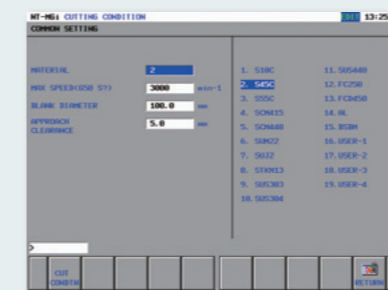 NT-M6i CUTTING CONDITION
EDIT 13:25
COMMON SETTING
MATERIAL 2
MAX SPEED(G50 S?) 3000 min-1
BLANK DIAMETER 100.0 mm
APPROACH CLEARANCE 5.0 mm
1. S10C
2. S45C
3. S55C
4. SCM415
5. SCM440
6. SUM22
7. SUJ2
8. STKM13
9. SUS303
10. SUS304
11. SUS440
12. FC250
13. FCD450
14. AL
15. BSBM
16. USER-1
17. USER-2
18. USER-3
19. USER-4
>
CUT
CONDTN
RETURN